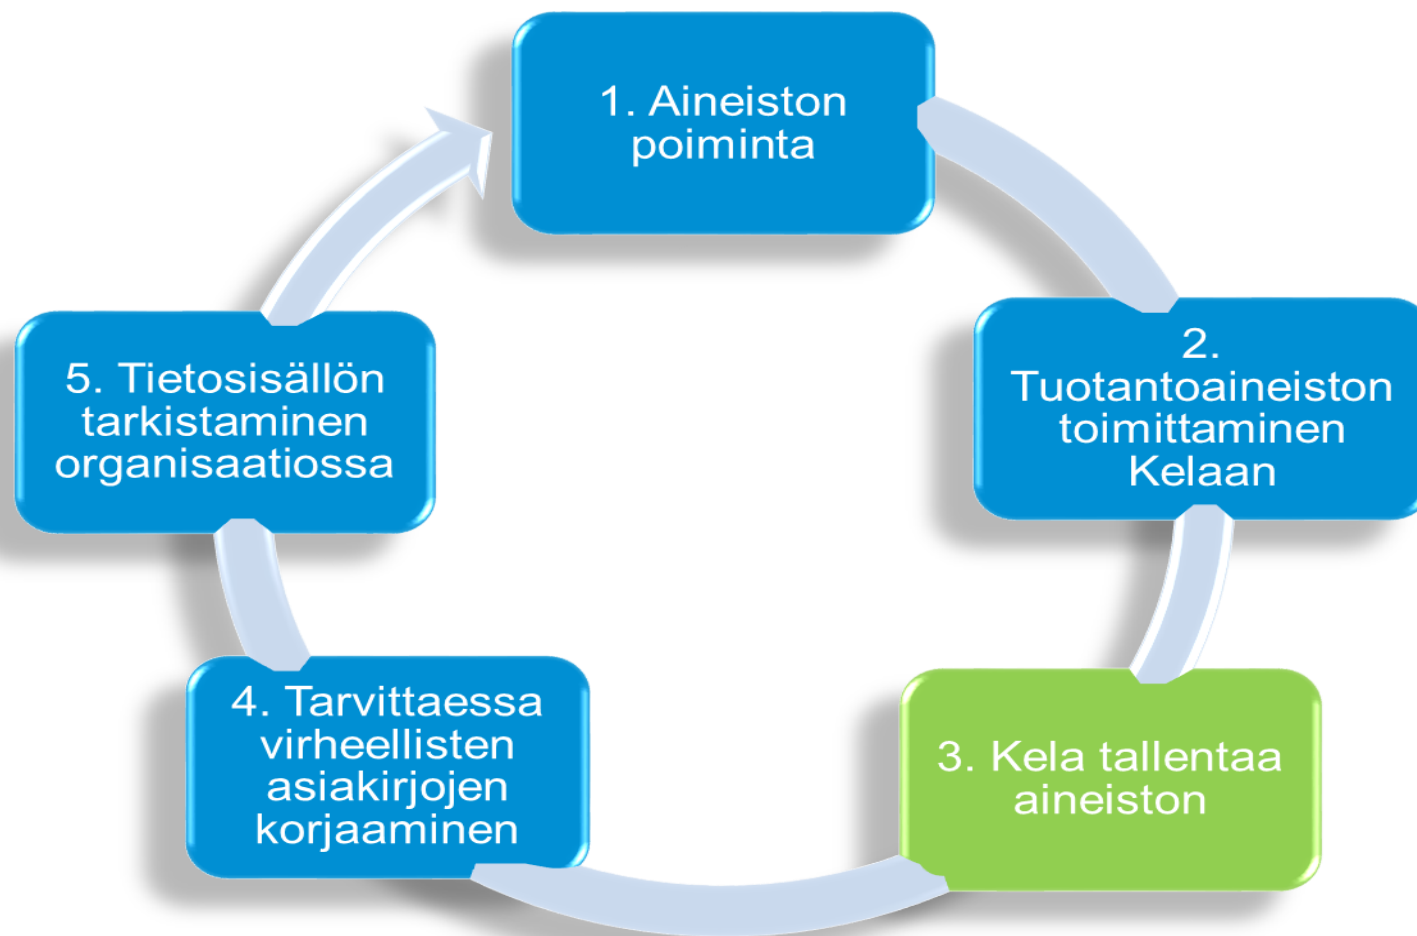 1. Aineiston
poiminta
2.
Tuotantoaineiston
toimittaminen
Kelaan
3. Kela tallentaa
aineiston
4. Tarvittaessa
virheellisten
asiakirjojen
korjaaminen
5. Tietosisällön
tarkistaminen
organisaatiossa